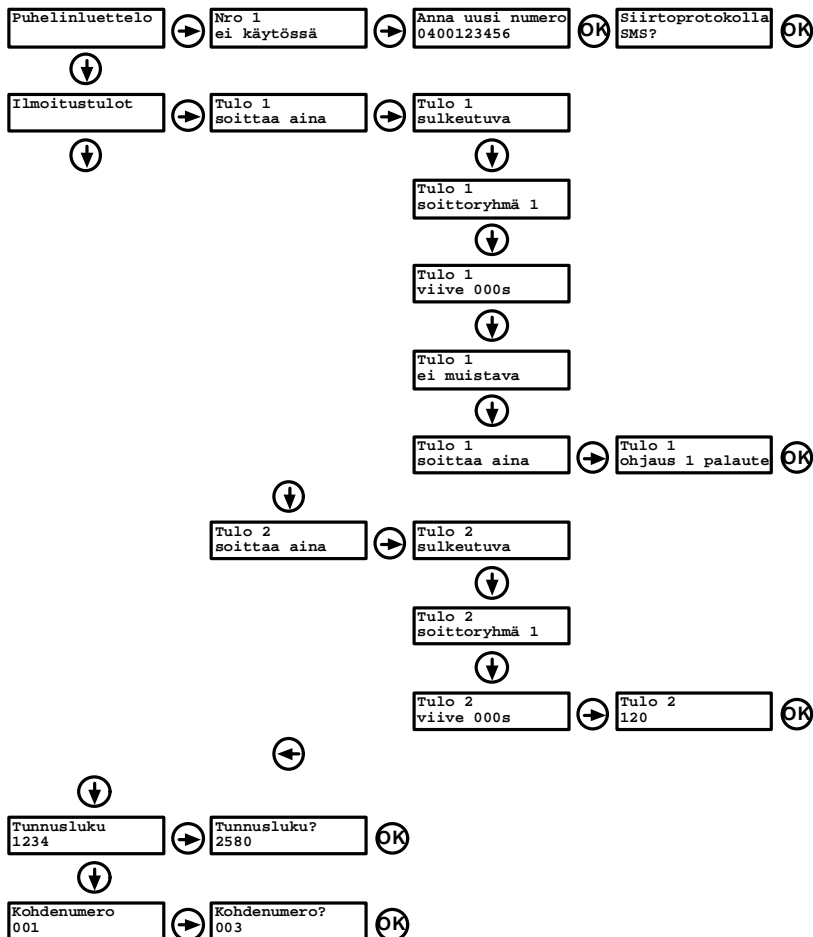 Puhelinluettelo
Nro 1
ei käytössä
Anna uusi numero
0400123456
OK
Siirtoprotokolla
SMS?
OK
Ilmoitustulot
Tulo 1
soittaa aina
Tulo 1
sulkeutuva
Tulo 1
soittoryhmä 1
Tulo 1
viive 000s
Tulo 1
ei muistava
Tulo 1
soittaa aina
Tulo 1
ohjaus 1 palaute
OK
Tulo 2
soittaa aina
Tulo 2
sulkeutuva
Tulo 2
soittoryhmä 1
Tulo 2
viive 000s
Tulo 2
120
OK
Tunnusluku
1234
Tunnusluku?
2580
OK
Kohdenumero
001
Kohdenumero?
003
OK